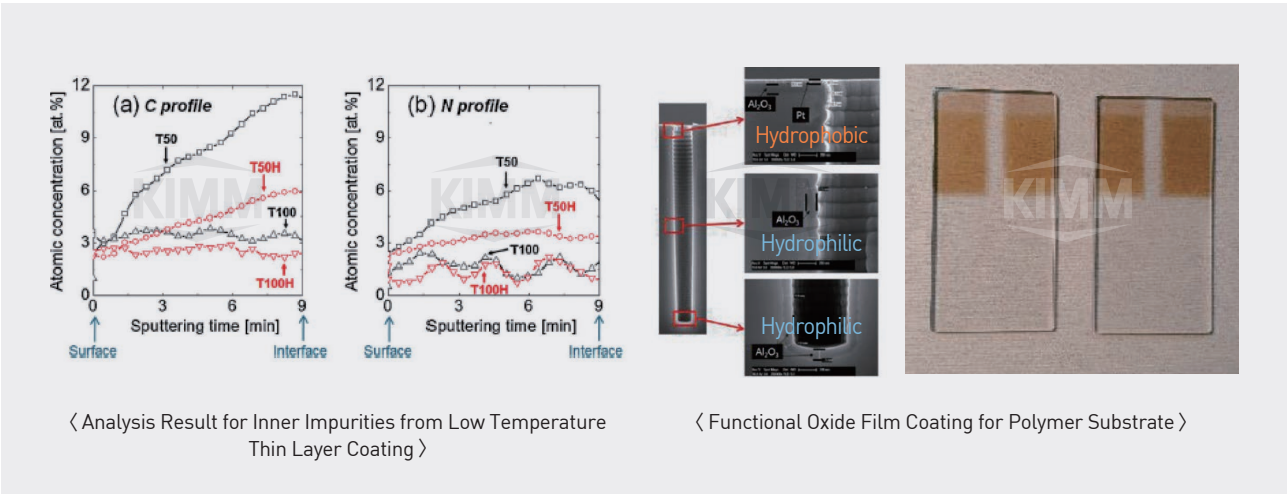 (a) C profile
Atomic concentration [at. %]
12
9
6
3
0
T50
T50H
T100
T100H
KIMM
0 3 6 9
Sputtering time [min]
Surface
Interface
(b) N profile
Atomic concentration [at. %]
12
9
6
3
0
T50
T50H
T100
T100H
KIMM
0 3 6 9
Sputtering time [min]
Surface
Interface
Al₂O₃
Pt
Hydrophobic
KIMM
Al₂O₃
Hydrophilic
Hydrophilic
Al₂O₃
KIMM
〈 Analysis Result for Inner Impurities from Low Temperature
Thin Layer Coating 〉
〈 Functional Oxide Film Coating for Polymer Substrate 〉